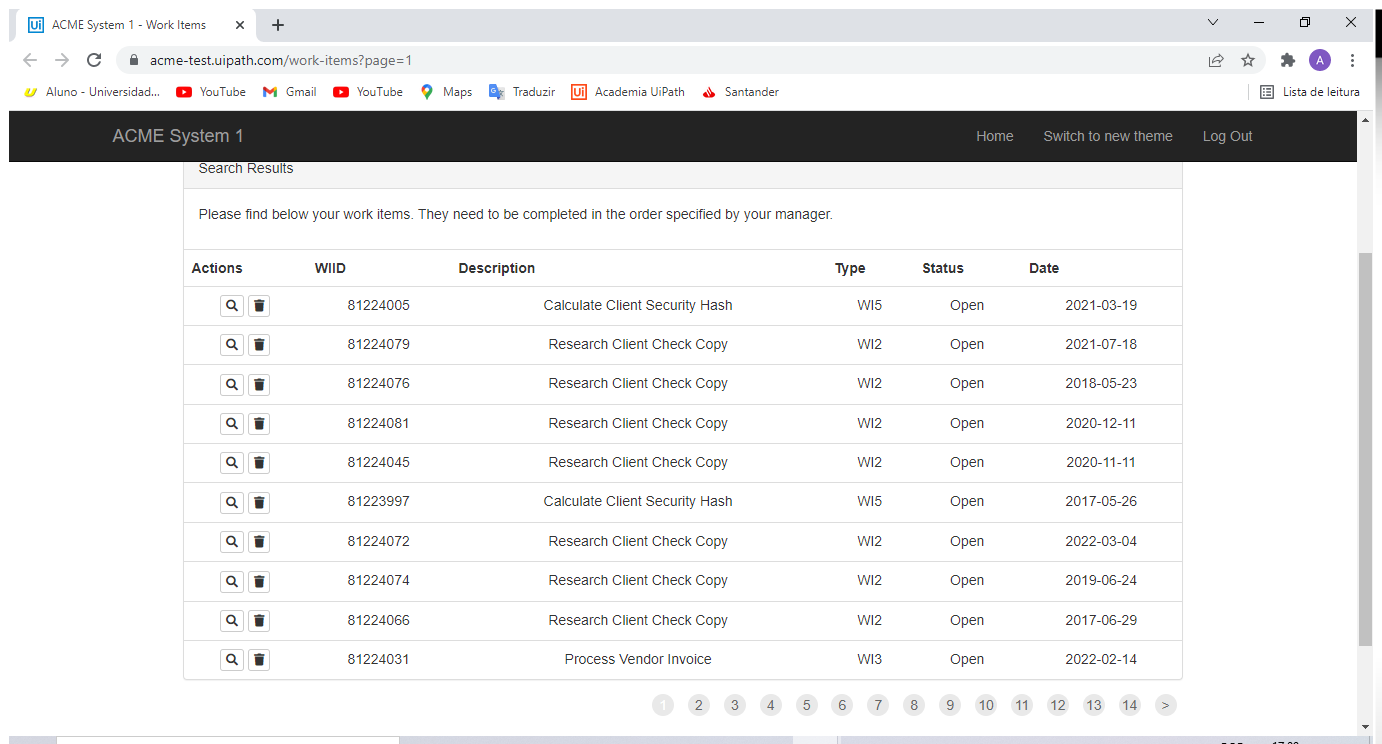 Ui ACME System 1 - Work Items
acme-test.uipath.com/work-items?page=1
A
Aluno - Universidad... YouTube Gmail YouTube Maps Traduzir Ui Academia UiPath Santander Lista de leitura
ACME System 1 Home Switch to new theme Log Out
Search Results
Please find below your work items. They need to be completed in the order specified by your manager.
Actions WIID Description Type Status Date
81224005 Calculate Client Security Hash WI5 Open 2021-03-19
81224079 Research Client Check Copy WI2 Open 2021-07-18
81224076 Research Client Check Copy WI2 Open 2018-05-23
81224081 Research Client Check Copy WI2 Open 2020-12-11
81224045 Research Client Check Copy WI2 Open 2020-11-11
81223997 Calculate Client Security Hash WI5 Open 2017-05-26
81224072 Research Client Check Copy WI2 Open 2022-03-04
81224074 Research Client Check Copy WI2 Open 2019-06-24
81224066 Research Client Check Copy WI2 Open 2017-06-29
81224031 Process Vendor Invoice WI3 Open 2022-02-14
1 2 3 4 5 6 7 8 9 10 11 12 13 14 >